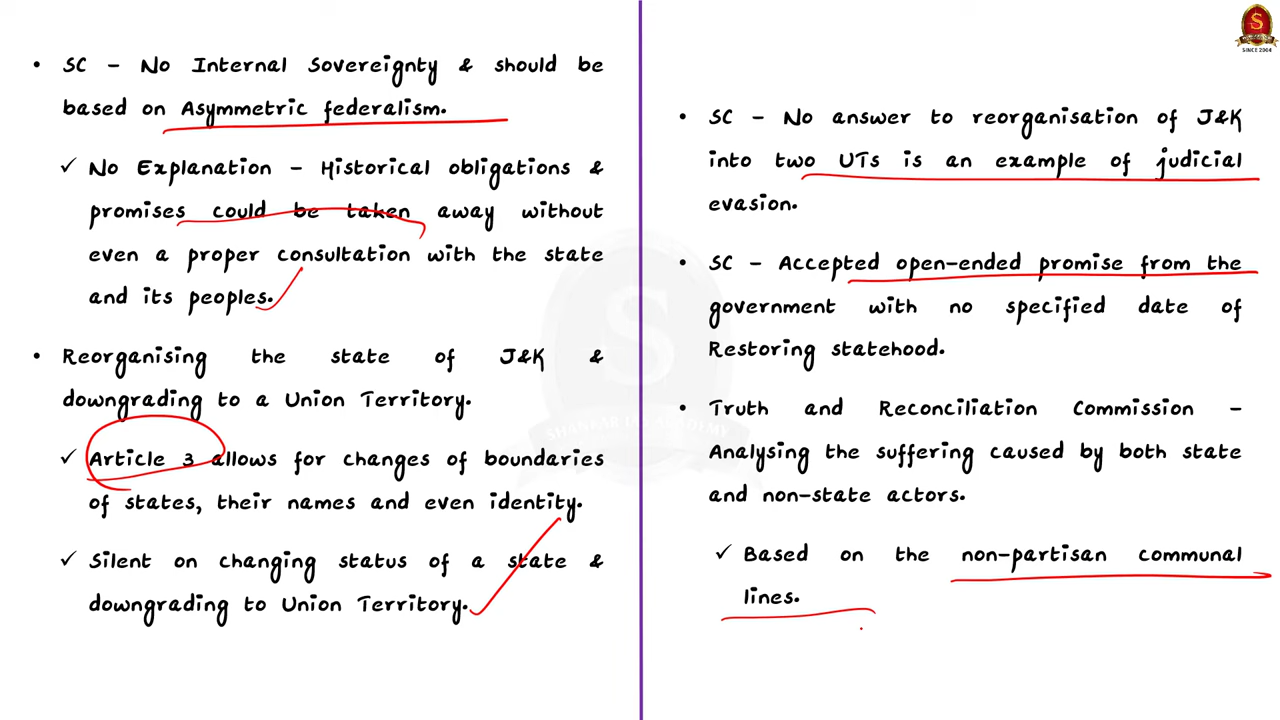 • SC – No Internal Sovereignty & should be
based on Asymmetric federalism.
✓ No Explanation – Historical obligations &
promises could be taken away without
even a proper consultation with the state
and its peoples.
• Reorganising the state of J&K &
downgrading to a Union Territory.
✓ Article 3 allows for changes of boundaries
of states, their names and even identity.
✓ Silent on changing status of a state &
downgrading to Union Territory.
• SC – No answer to reorganisation of J&K
into two UTs is an example of judicial
evasion.
• SC – Accepted open-ended promise from the
government with no specified date of
Restoring statehood.
• Truth and Reconciliation Commission –
Analysing the suffering caused by both state
and non-state actors.
✓ Based on the non-partisan communal
lines.
S
SINCE 2004
S
SHANKAR IAS ACADEMY